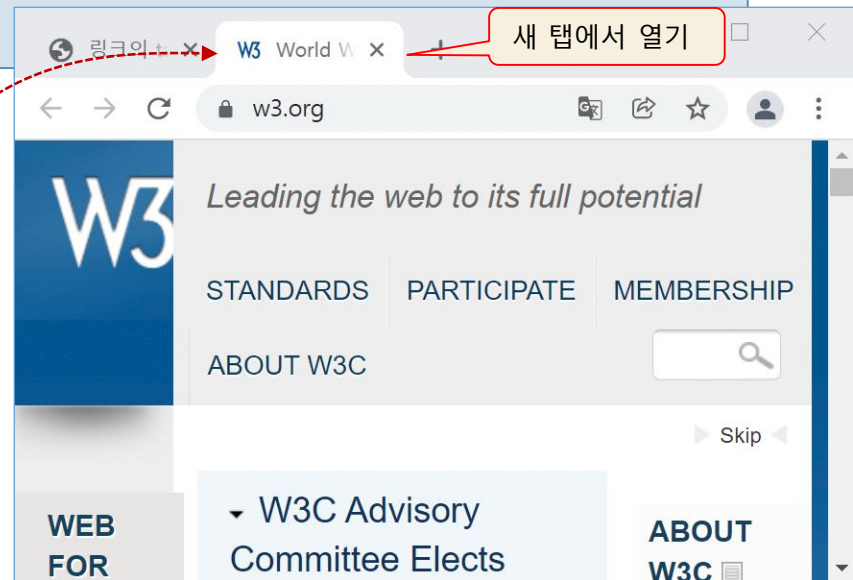 링크의 t
World W
새 탭에서 열기
w3.org
W3
Leading the web to its full potential
STANDARDS PARTICIPATE MEMBERSHIP
ABOUT W3C
Skip
WEB
FOR
W3C Advisory
Committee Elects
ABOUT
W3C